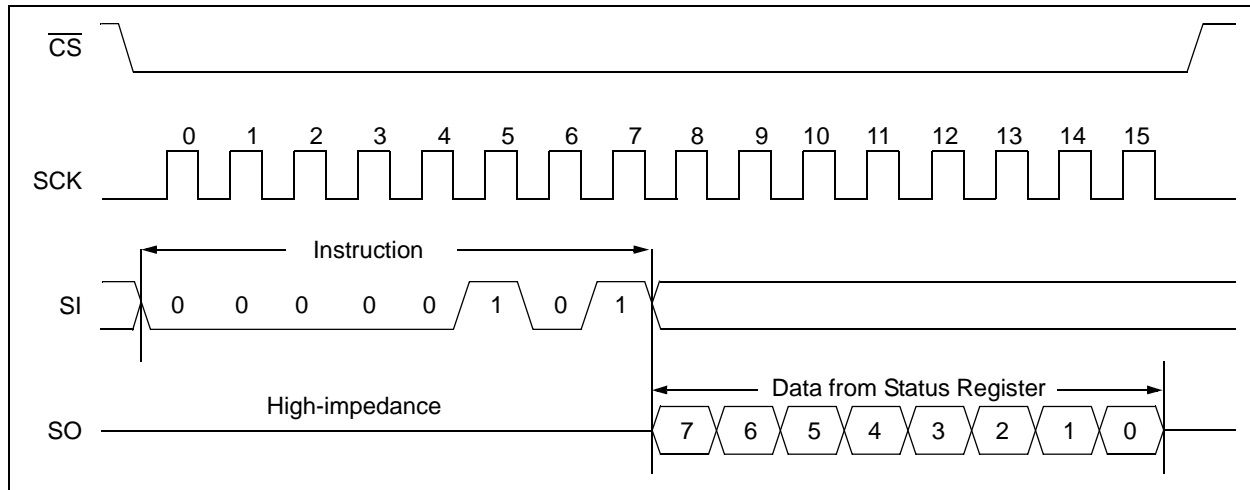 CS
0 1 2 3 4 5 6 7 8 9 10 11 12 13 14 15
SCK
Instruction
SI 0 0 0 0 0 1 0 1
Data from Status Register
High-impedance
SO 7 6 5 4 3 2 1 0